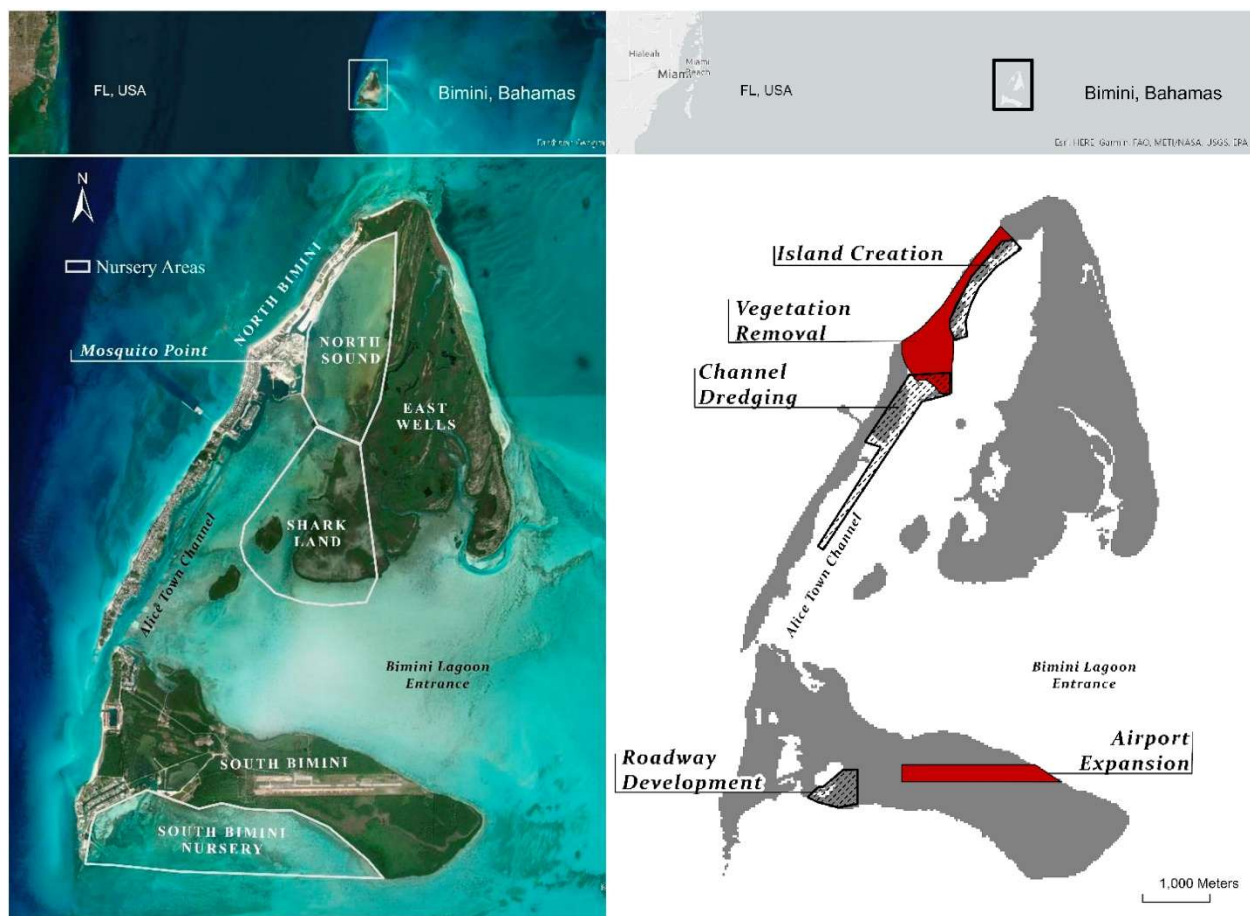 FL, USA
Bimini, Bahamas
N
Nursery Areas
NORTH BIMINI
Mosquito Point
NORTH
SOUND
EAST
WELLS
SHARK
LAND
Alice Town Channel
Bimini Lagoon
Entrance
SOUTH BIMINI
SOUTH BIMINI
NURSERY
Hialeah
Miami
Miami
Beach
FL, USA
Bimini, Bahamas
Esri, HERE, Garmin, FAO, METI/NASA, USGS, EPA
Island Creation
Vegetation
Removal
Channel
Dredging
Alice Town Channel
Bimini Lagoon
Entrance
Roadway
Development
Airport
Expansion
1,000 Meters